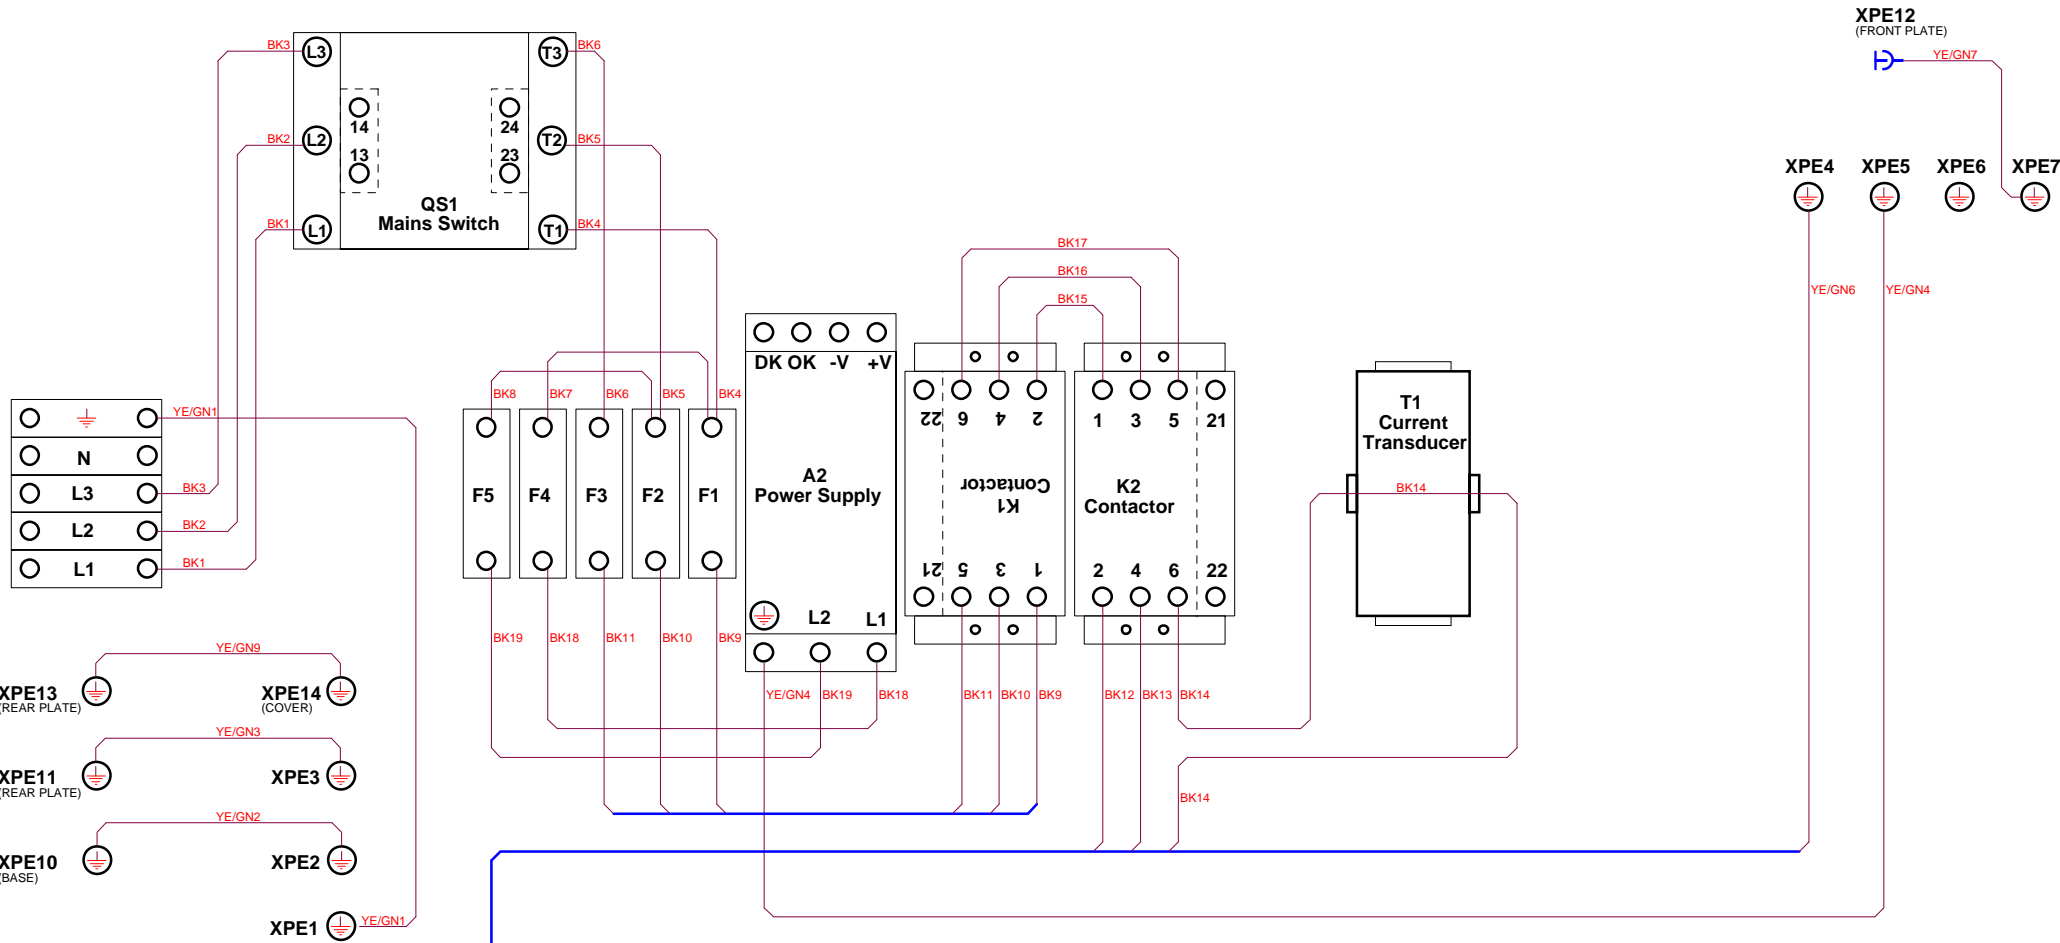 XPE12
(FRONT PLATE)
YE/GN7
BK3
L3
T3
BK6
14
24
BK2
L2
T2
BK5
13
23
XPE4
XPE5
XPE6
XPE7
QS1
Mains Switch
BK1
L1
T1
BK4
BK17
BK16
BK15
YE/GN6
YE/GN4
DK OK -V +V
BK8
BK7
BK6
BK5
BK4
YE/GN1
N
L3
BK3
L2
BK2
L1
BK1
F5
F4
F3
F2
F1
A2
Power Supply
L2
L1
22
6
4
2
K1
Contactor
21
5
3
1
1
3
5
21
K2
Contactor
2
4
6
22
T1
Current
Transducer
BK14
BK19
BK18
BK11
BK10
BK9
YE/GN4
BK19
BK18
BK11
BK10
BK9
BK12
BK13
BK14
BK14
YE/GN9
XPE13
(REAR PLATE)
XPE14
(COVER)
YE/GN3
XPE11
(REAR PLATE)
XPE3
YE/GN2
XPE10
(BASE)
XPE2
XPE1
YE/GN1